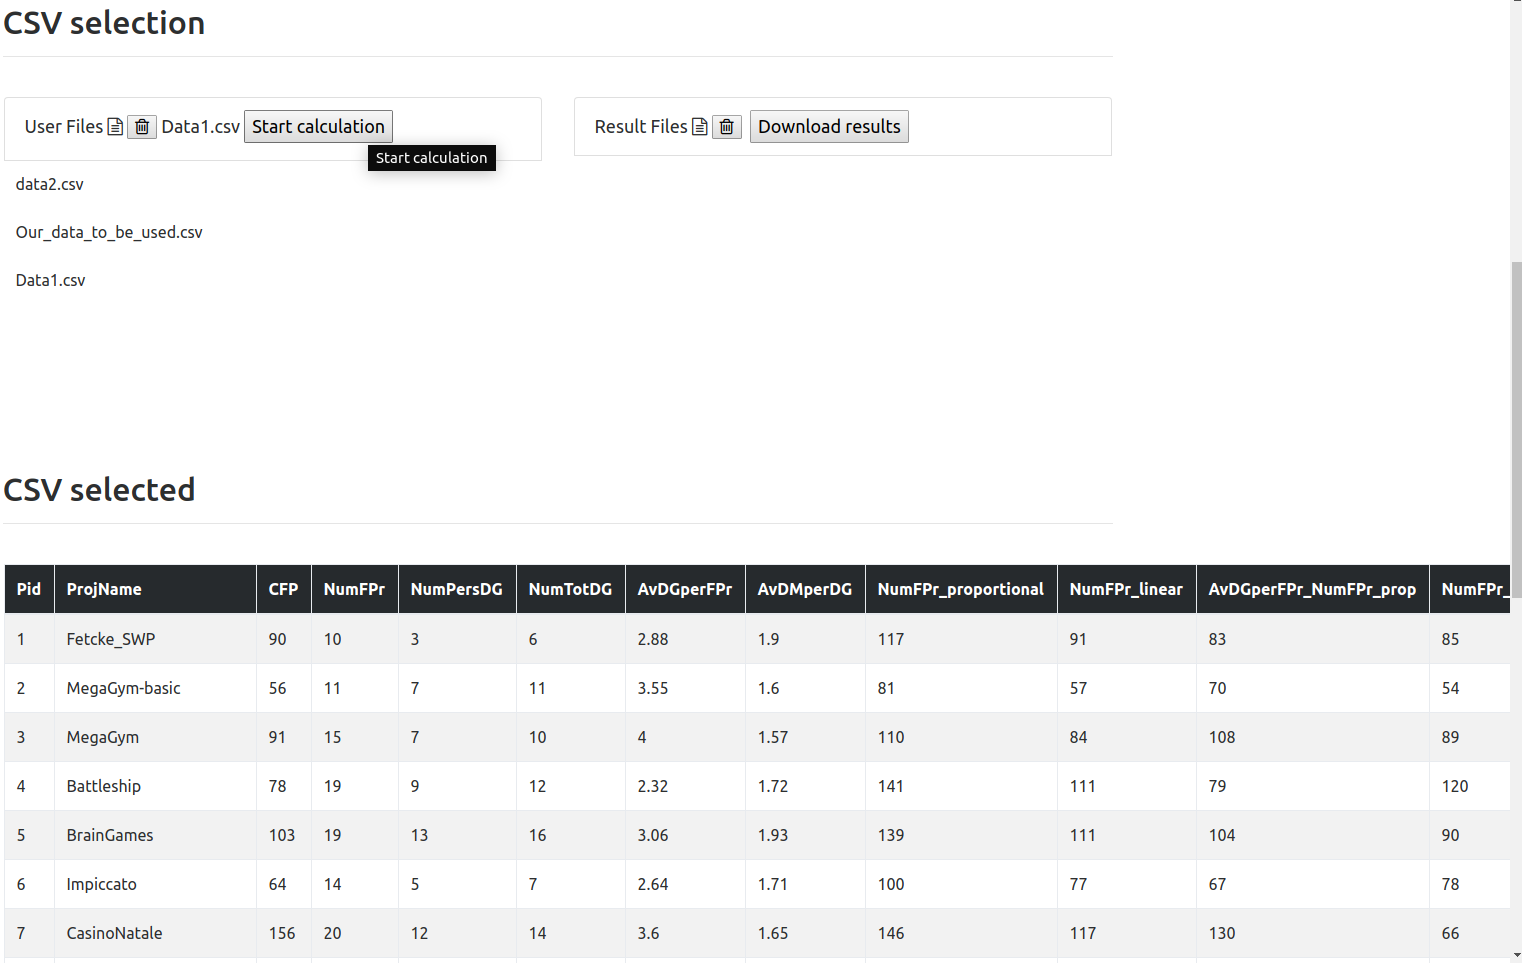 CSV selection
User Files Data1.csv Start calculation
Result Files Download results
Start calculation
data2.csv
Our_data_to_be_used.csv
Data1.csv
CSV selected
Pid ProjName CFP NumFPr NumPersDG NumTotDG AvDGperFPr AvDMperDG NumFPr_proportional NumFPr_linear AvDGperFPr_NumFPr_prop NumFPr_
1 Fetcke_SWP 90 10 3 6 2.88 1.9 117 91 83 85
2 MegaGym-basic 56 11 7 11 3.55 1.6 81 57 70 54
3 MegaGym 91 15 7 10 4 1.57 110 84 108 89
4 Battleship 78 19 9 12 2.32 1.72 141 111 79 120
5 BrainGames 103 19 13 16 3.06 1.93 139 111 104 90
6 Impiccato 64 14 5 7 2.64 1.71 100 77 67 78
7 CasinoNatale 156 20 12 14 3.6 1.65 146 117 130 66